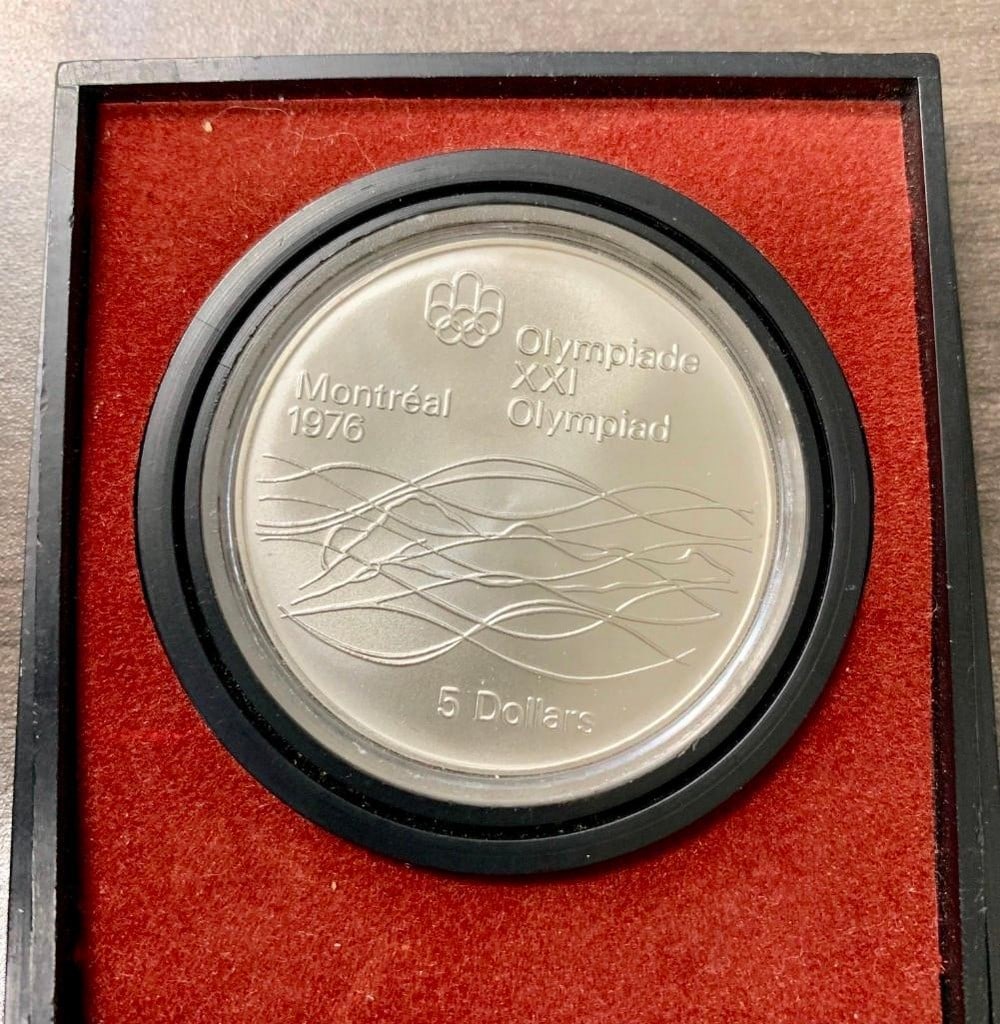 Olympiade
XXI
Olympiad
Montréal
1976
5 Dollars